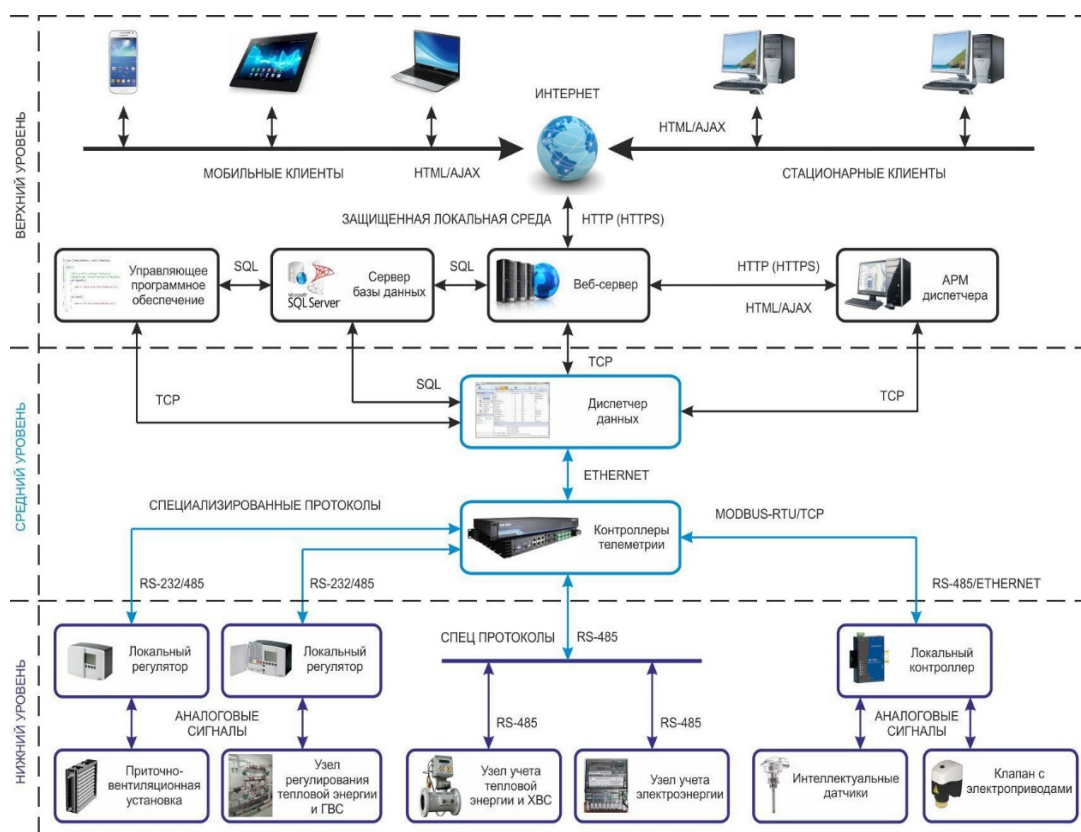 ВЕРХНИЙ УРОВЕНЬ
ИНТЕРНЕТ
HTML/AJAX
МОБИЛЬНЫЕ КЛИЕНТЫ
HTML/AJAX
СТАЦИОНАРНЫЕ КЛИЕНТЫ
ЗАЩИЩЕННАЯ ЛОКАЛЬНАЯ СРЕДА
HTTP (HTTPS)
Управляющее
программное
обеспечение
SQL
Microsoft
SQL Server
Сервер
базы данных
SQL
Веб-сервер
HTTP (HTTPS)
HTML/AJAX
АРМ
диспетчера
СРЕДНИЙ УРОВЕНЬ
TCP
SQL
TCP
TCP
Диспетчер
данных
ETHERNET
СПЕЦИАЛИЗИРОВАННЫЕ ПРОТОКОЛЫ
Контроллеры
телеметрии
MODBUS-RTU/TCP
RS-232/485
RS-232/485
RS-485/ETHERNET
НИЖНИЙ УРОВЕНЬ
Локальный
регулятор
Локальный
регулятор
СПЕЦ ПРОТОКОЛЫ
RS-485
Локальный
контроллер
АНАЛОГОВЫЕ
СИГНАЛЫ
RS-485
RS-485
АНАЛОГОВЫЕ
СИГНАЛЫ
Приточно-
вентиляционная
установка
Узел
регулирования
тепловой энергии
и ГВС
Узел учета
тепловой
энергии и ХВС
Узел учета
электроэнергии
Интеллектуальные
датчики
Клапан с
электроприводами